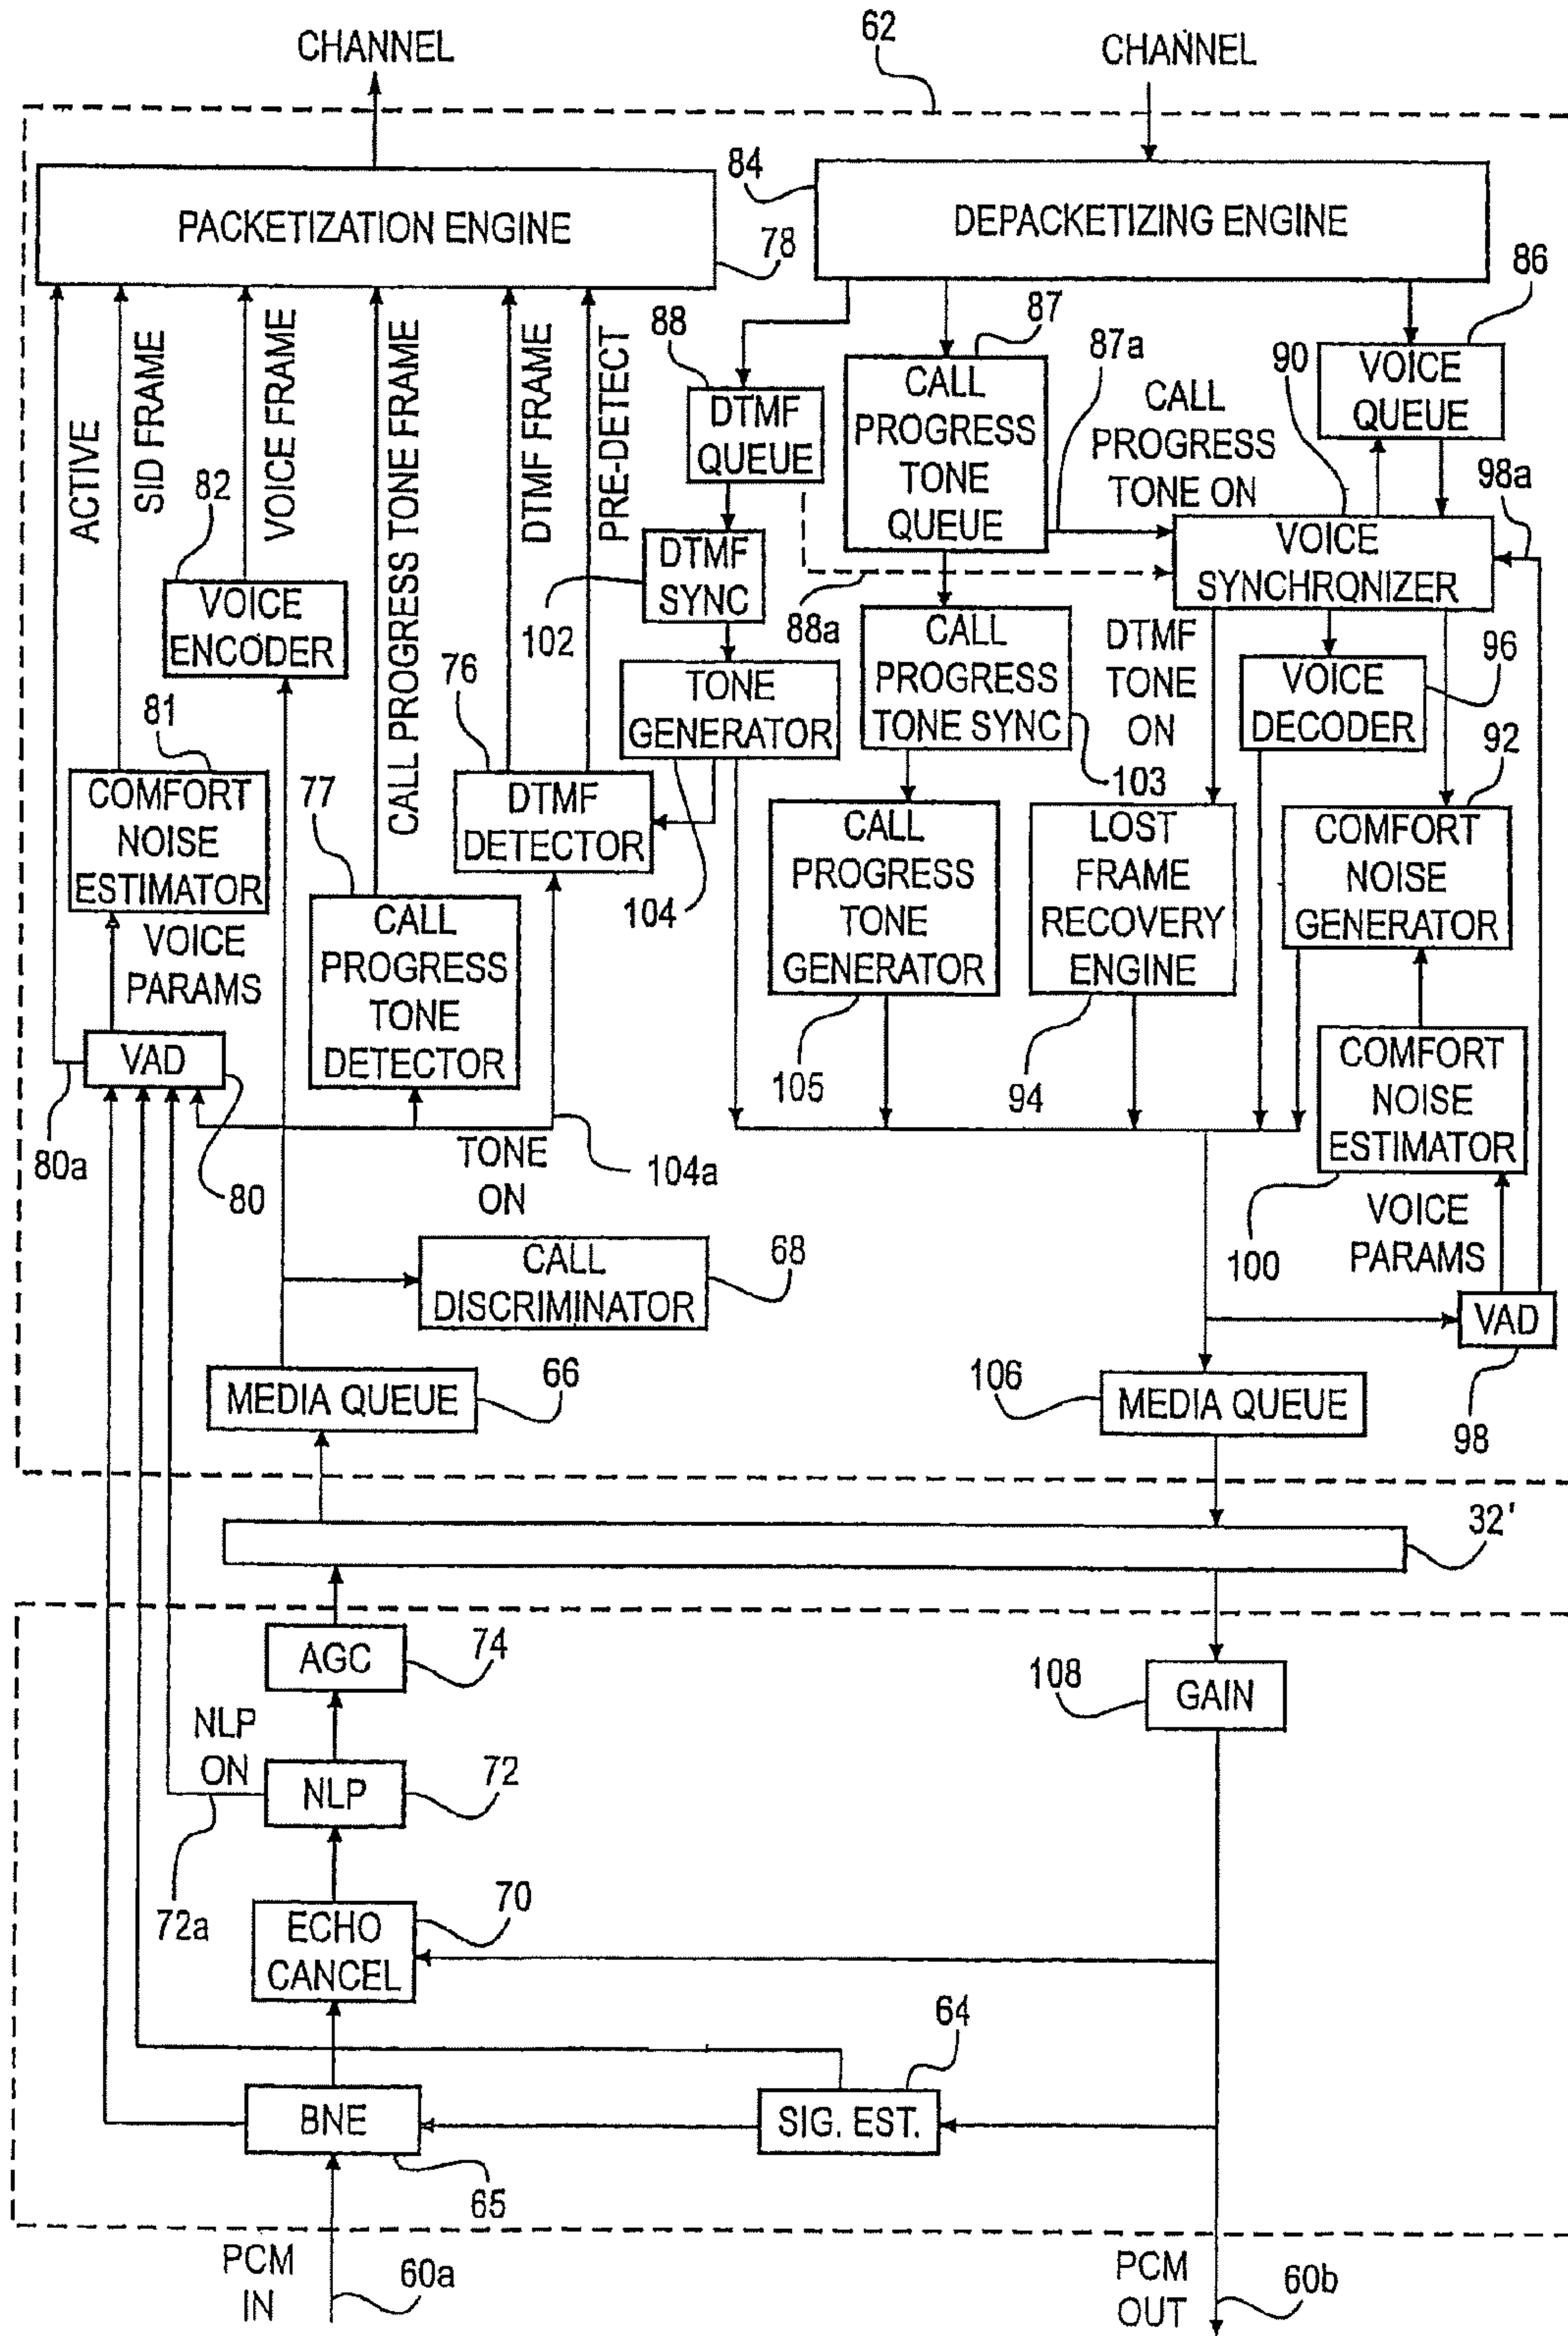 CHANNEL
62
CHANNEL
84
PACKETIZATION ENGINE
78
DEPACKETIZING ENGINE
86
ACTIVE
SID FRAME
VOICE FRAME
CALL PROGRESS TONE FRAME
DTMF FRAME
PRE-DETECT
88
87
87a
90
CALL
PROGRESS
TONE ON
98a
DTMF
QUEUE
CALL
PROGRESS
TONE
QUEUE
VOICE
QUEUE
82
VOICE
ENCODER
102
DTMF
SYNC
88a
VOICE
SYNCHRONIZER
DTMF
TONE
ON
96
81
76
TONE
GENERATOR
CALL
PROGRESS
TONE SYNC
103
VOICE
DECODER
92
COMFORT
NOISE
ESTIMATOR
77
DTMF
DETECTOR
104
CALL
PROGRESS
TONE
GENERATOR
LOST
FRAME
RECOVERY
ENGINE
COMFORT
NOISE
GENERATOR
VOICE
PARAMS
CALL
PROGRESS
TONE
DETECTOR
VAD
105
94
COMFORT
NOISE
ESTIMATOR
80a
80
TONE
ON
104a
100
VOICE
PARAMS
CALL
DISCRIMINATOR
68
VAD
98
MEDIA QUEUE
66
106
MEDIA QUEUE
32'
AGC
74
108
GAIN
NLP
ON
NLP
72
72a
ECHO
CANCEL
70
64
BNE
65
SIG. EST.
PCM
IN
60a
PCM
OUT
60b